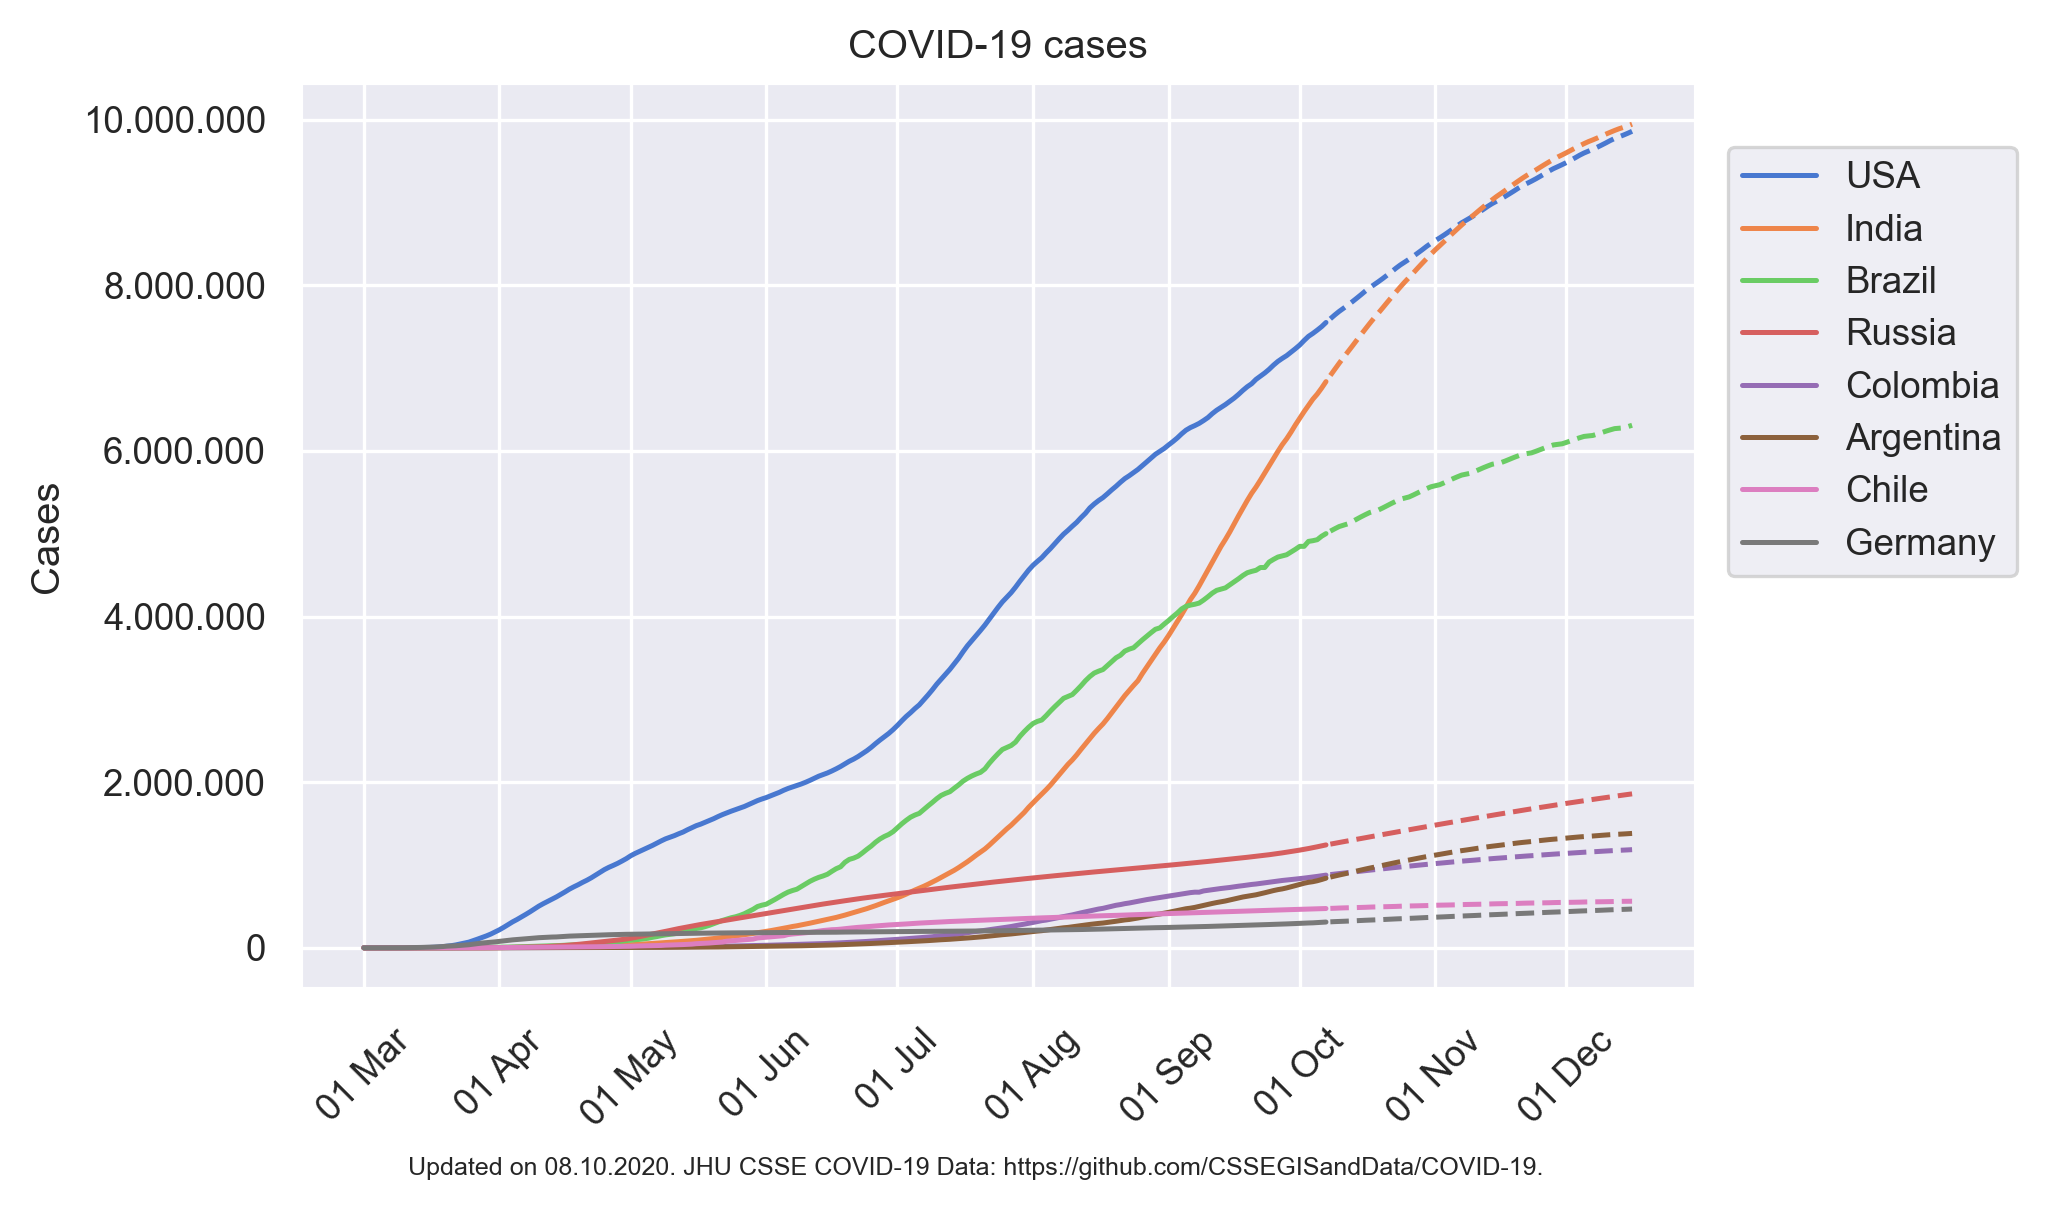 COVID-19 cases
10.000.000
8.000.000
6.000.000
4.000.000
2.000.000
0
Cases
USA
India
Brazil
Russia
Colombia
Argentina
Chile
Germany
01 Mar
01 Apr
01 May
01 Jun
01 Jul
01 Aug
01 Sep
01 Oct
01 Nov
01 Dec
Updated on 08.10.2020. JHU CSSE COVID-19 Data: https://github.com/CSSEGISandData/COVID-19.